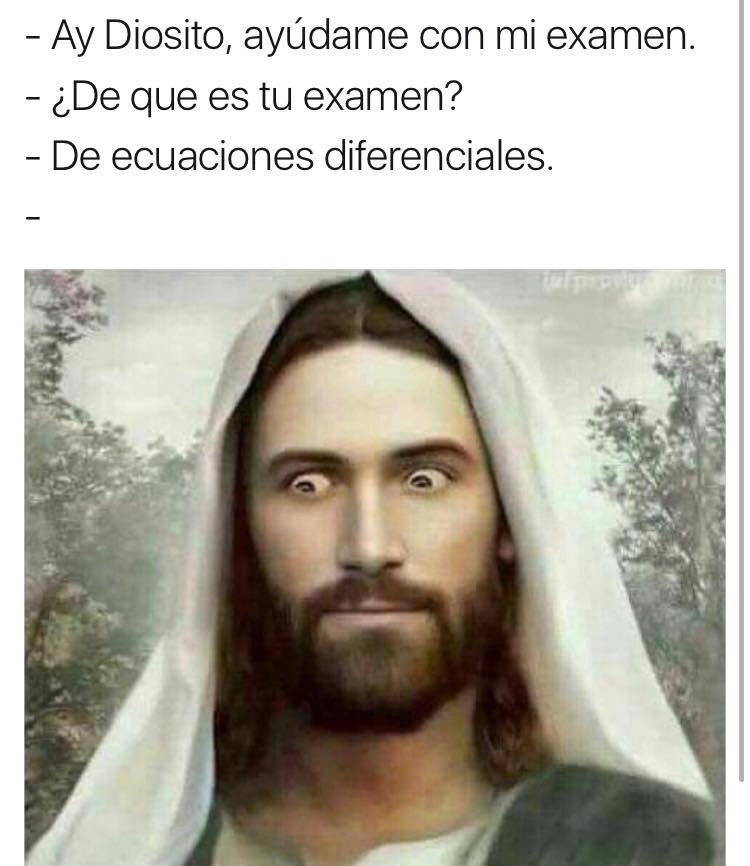 - Ay Diosito, ayúdame con mi examen.
- ¿De que es tu examen?
- De ecuaciones diferenciales.
-